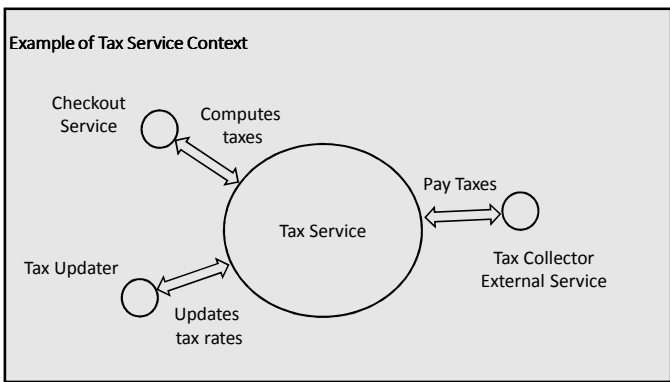 Example of Tax Service Context
Checkout
Service
Computes
taxes
Pay Taxes
Tax Service
Tax Collector
External Service
Tax Updater
Updates
tax rates